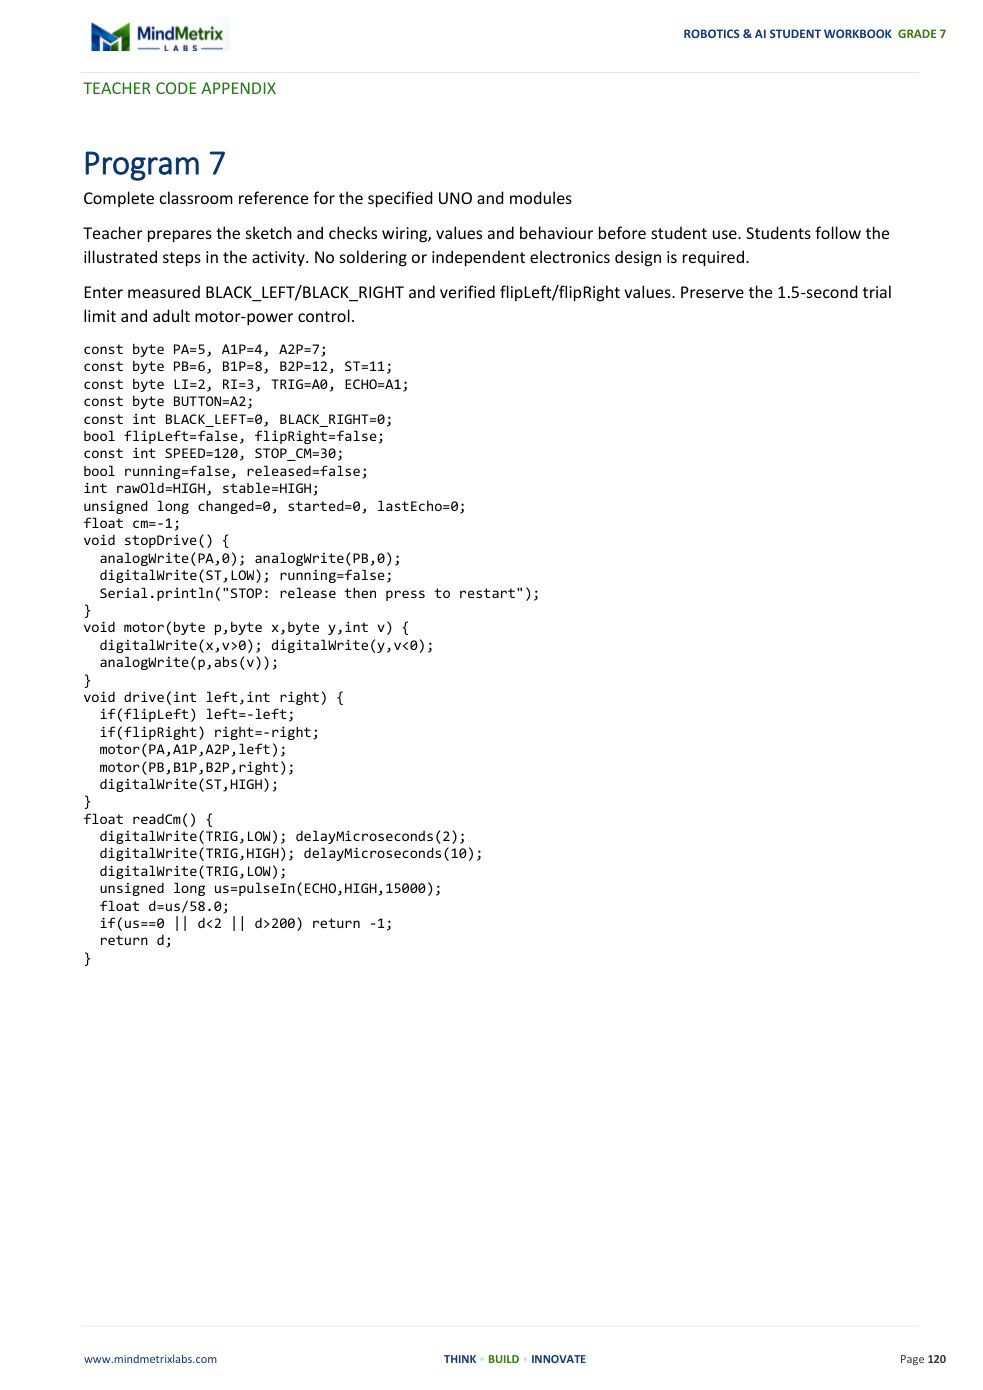 MindMetrix
LABS
ROBOTICS & AI STUDENT WORKBOOK GRADE 7
TEACHER CODE APPENDIX
Program 7
Complete classroom reference for the specified UNO and modules
Teacher prepares the sketch and checks wiring, values and behaviour before student use. Students follow the
illustrated steps in the activity. No soldering or independent electronics design is required.
Enter measured BLACK_LEFT/BLACK_RIGHT and verified flipLeft/flipRight values. Preserve the 1.5-second trial
limit and adult motor-power control.
const byte PA=5, A1P=4, A2P=7;
const byte PB=6, B1P=8, B2P=12, ST=11;
const byte LI=2, RI=3, TRIG=A0, ECHO=A1;
const byte BUTTON=A2;
const int BLACK_LEFT=0, BLACK_RIGHT=0;
bool flipLeft=false, flipRight=false;
const int SPEED=120, STOP_CM=30;
bool running=false, released=false;
int rawOld=HIGH, stable=HIGH;
unsigned long changed=0, started=0, lastEcho=0;
float cm=-1;
void stopDrive() {
  analogWrite(PA,0); analogWrite(PB,0);
  digitalWrite(ST,LOW); running=false;
  Serial.println("STOP: release then press to restart");
}
void motor(byte p,byte x,byte y,int v) {
  digitalWrite(x,v>0); digitalWrite(y,v<0);
  analogWrite(p,abs(v));
}
void drive(int left,int right) {
  if(flipLeft) left=-left;
  if(flipRight) right=-right;
  motor(PA,A1P,A2P,left);
  motor(PB,B1P,B2P,right);
  digitalWrite(ST,HIGH);
}
float readCm() {
  digitalWrite(TRIG,LOW); delayMicroseconds(2);
  digitalWrite(TRIG,HIGH); delayMicroseconds(10);
  digitalWrite(TRIG,LOW);
  unsigned long us=pulseIn(ECHO,HIGH,15000);
  float d=us/58.0;
  if(us==0 || d<2 || d>200) return -1;
  return d;
}
www.mindmetrixlabs.com
THINK • BUILD • INNOVATE
Page 120